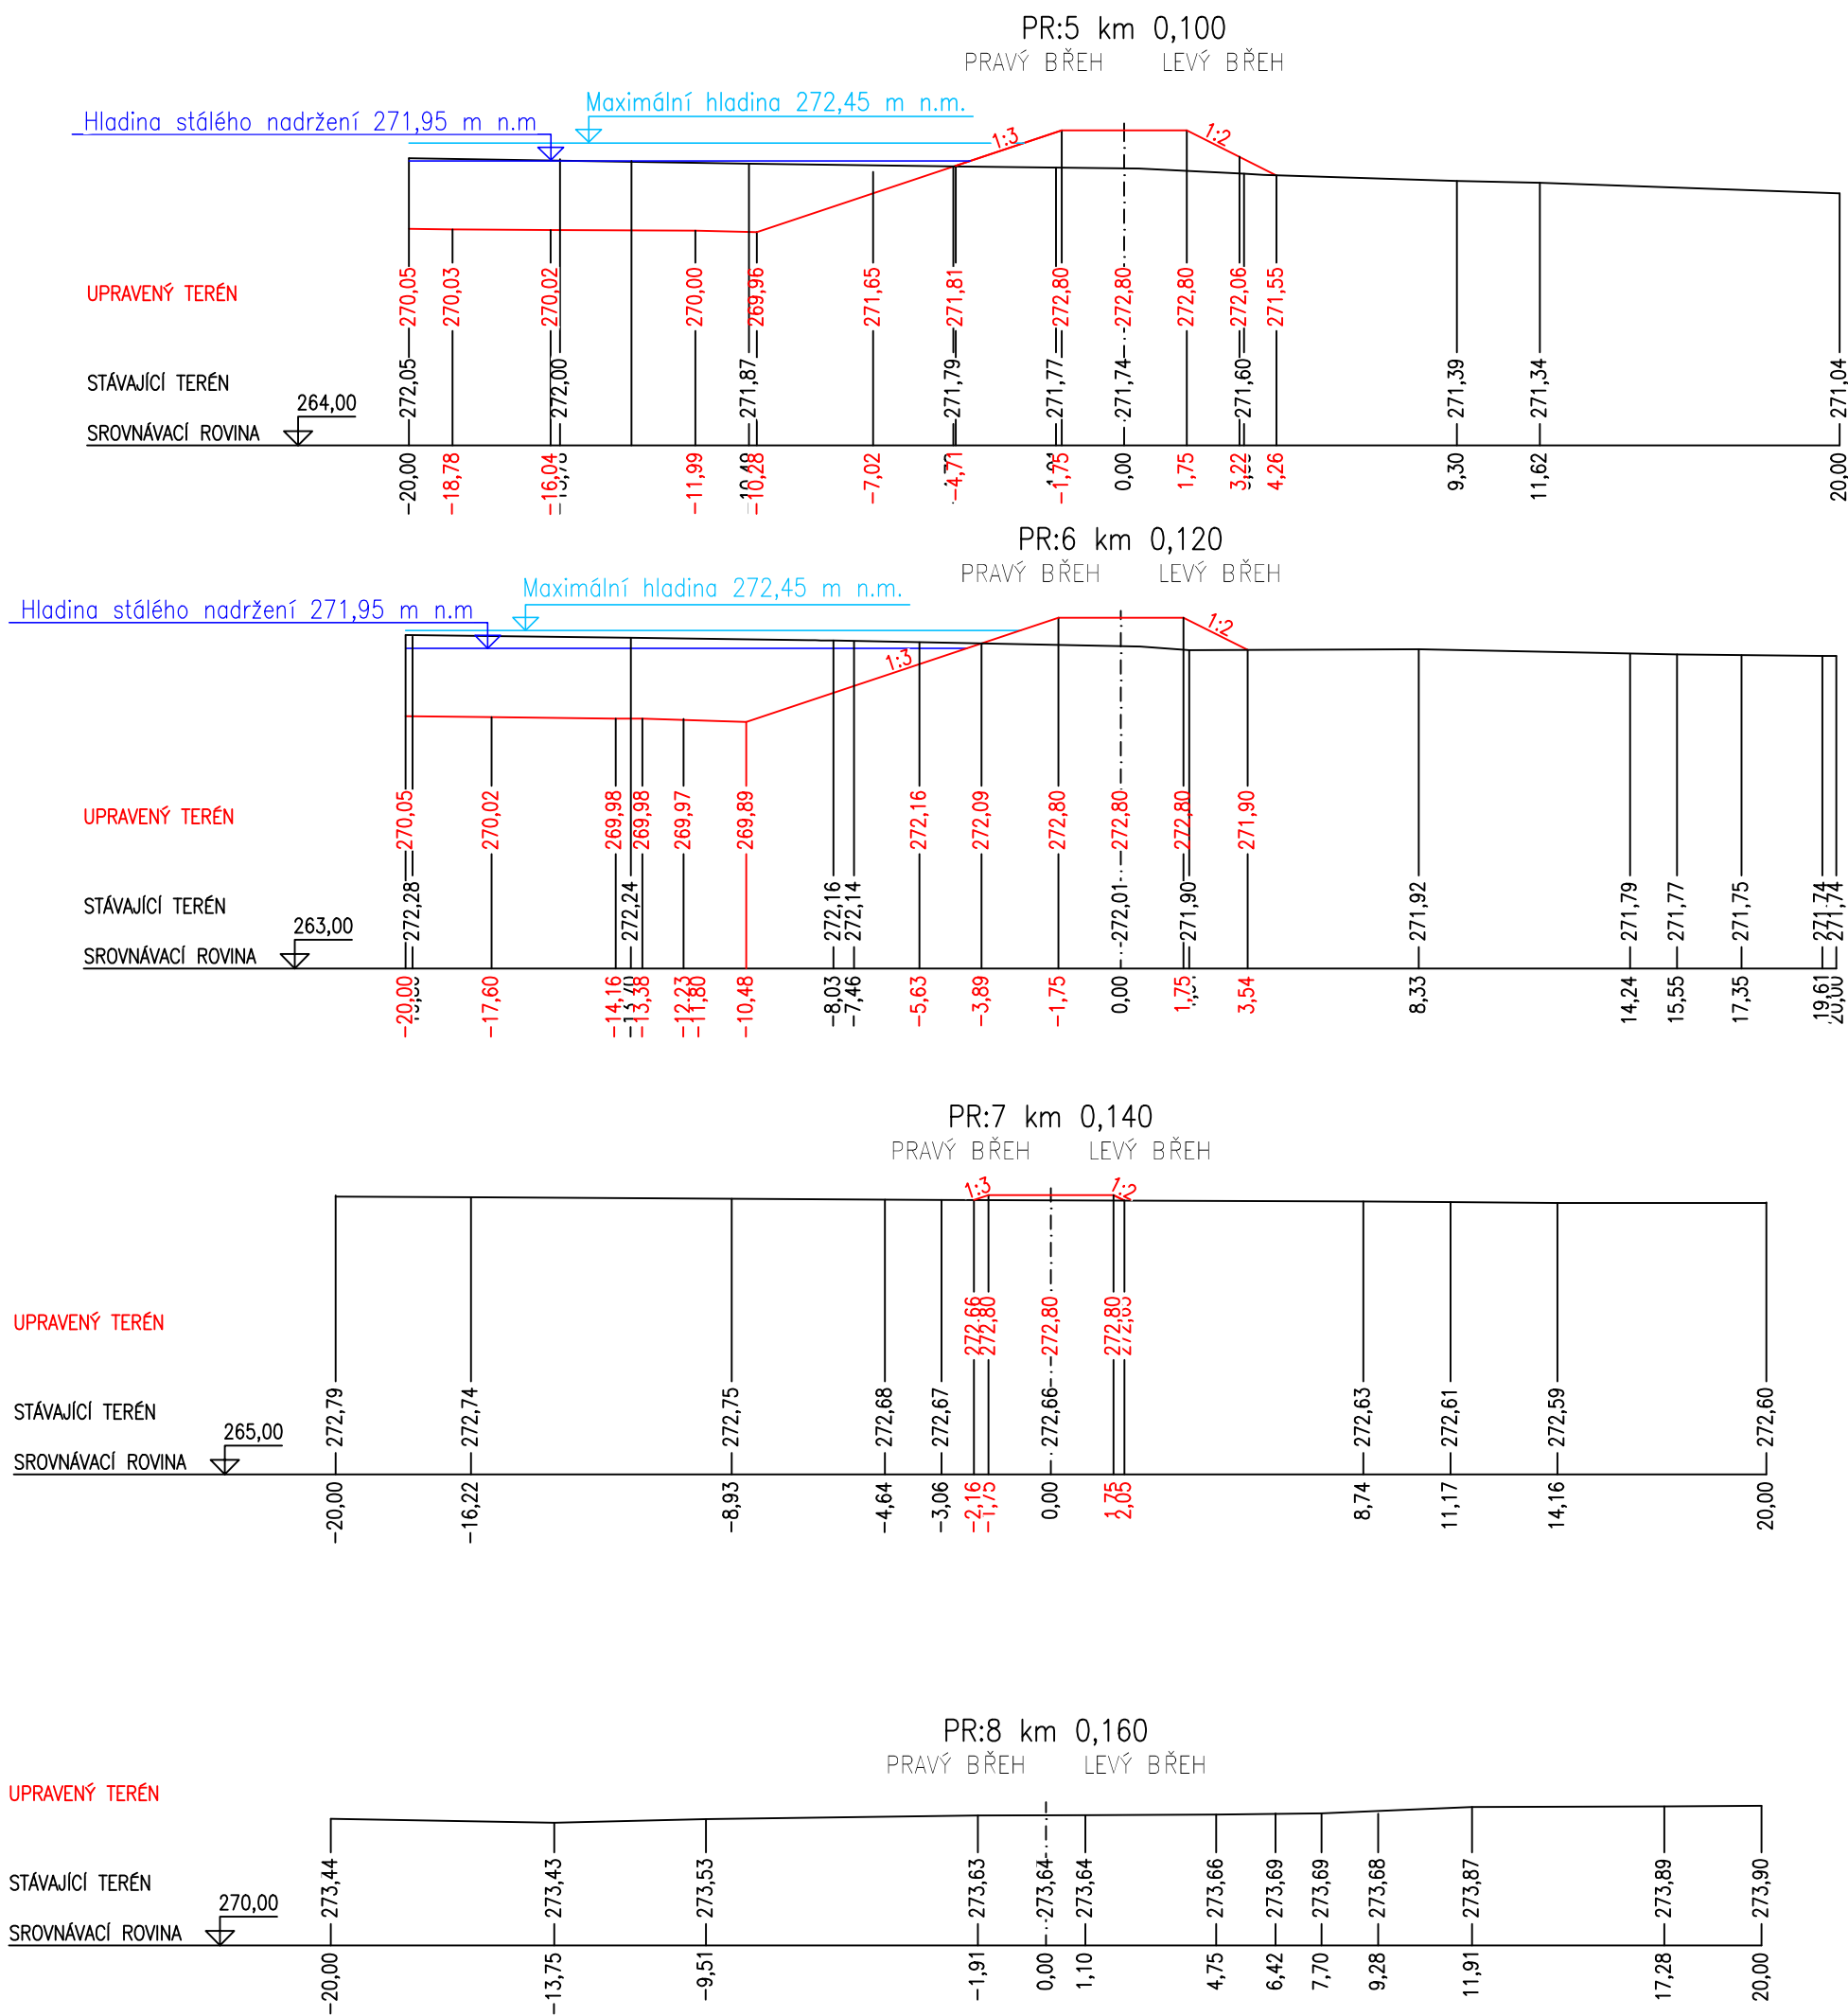 PR:5 km 0,100
PRAVÝ BŘEH LEVÝ BŘEH
Maximální hladina 272,45 m n.m.
Hladina stálého nadržení 271,95 m n.m
1:3 1:2
UPRAVENÝ TERÉN
270,05 270,03 270,02 270,00 269,96 271,65 271,81 272,80 272,80 272,80 272,06 271,55
STÁVAJÍCÍ TERÉN
272,05 272,00 271,87 271,79 271,77 271,74 271,60 271,39 271,34 271,04
264,00
SROVNÁVACÍ ROVINA
-20,00 -18,78 -16,04 -11,99 -10,28 -7,02 -4,71 -1,75 0,00 1,75 3,22 4,26 9,30 11,62 20,00
PR:6 km 0,120
PRAVÝ BŘEH LEVÝ BŘEH
Maximální hladina 272,45 m n.m.
Hladina stálého nadržení 271,95 m n.m
1:3 1:2
UPRAVENÝ TERÉN
270,05 270,02 269,98 269,98 269,97 269,89 272,16 272,09 272,80 272,80 272,80 271,90
STÁVAJÍCÍ TERÉN
272,28 272,24 272,16 272,14 272,01 271,90 271,92 271,79 271,77 271,75 271,74 271,74
263,00
SROVNÁVACÍ ROVINA
-20,00 -17,60 -14,16 -13,38 -12,23 -11,80 -10,48 -8,03 -7,46 -5,63 -3,89 -1,75 0,00 1,75 3,54 8,33 14,24 15,55 17,35 19,61 20,00
PR:7 km 0,140
PRAVÝ BŘEH LEVÝ BŘEH
1:3 1:2
UPRAVENÝ TERÉN
272,66 272,80 272,80 272,80 272,65
STÁVAJÍCÍ TERÉN
272,79 272,74 272,75 272,68 272,67 272,66 272,63 272,61 272,59 272,60
265,00
SROVNÁVACÍ ROVINA
-20,00 -16,22 -8,93 -4,64 -3,06 -2,16 -1,75 0,00 1,75 2,05 8,74 11,17 14,16 20,00
PR:8 km 0,160
PRAVÝ BŘEH LEVÝ BŘEH
UPRAVENÝ TERÉN
STÁVAJÍCÍ TERÉN
273,44 273,43 273,53 273,63 273,64 273,64 273,66 273,69 273,69 273,68 273,87 273,89 273,90
270,00
SROVNÁVACÍ ROVINA
-20,00 -13,75 -9,51 -1,91 0,00 1,10 4,75 6,42 7,70 9,28 11,91 17,28 20,00